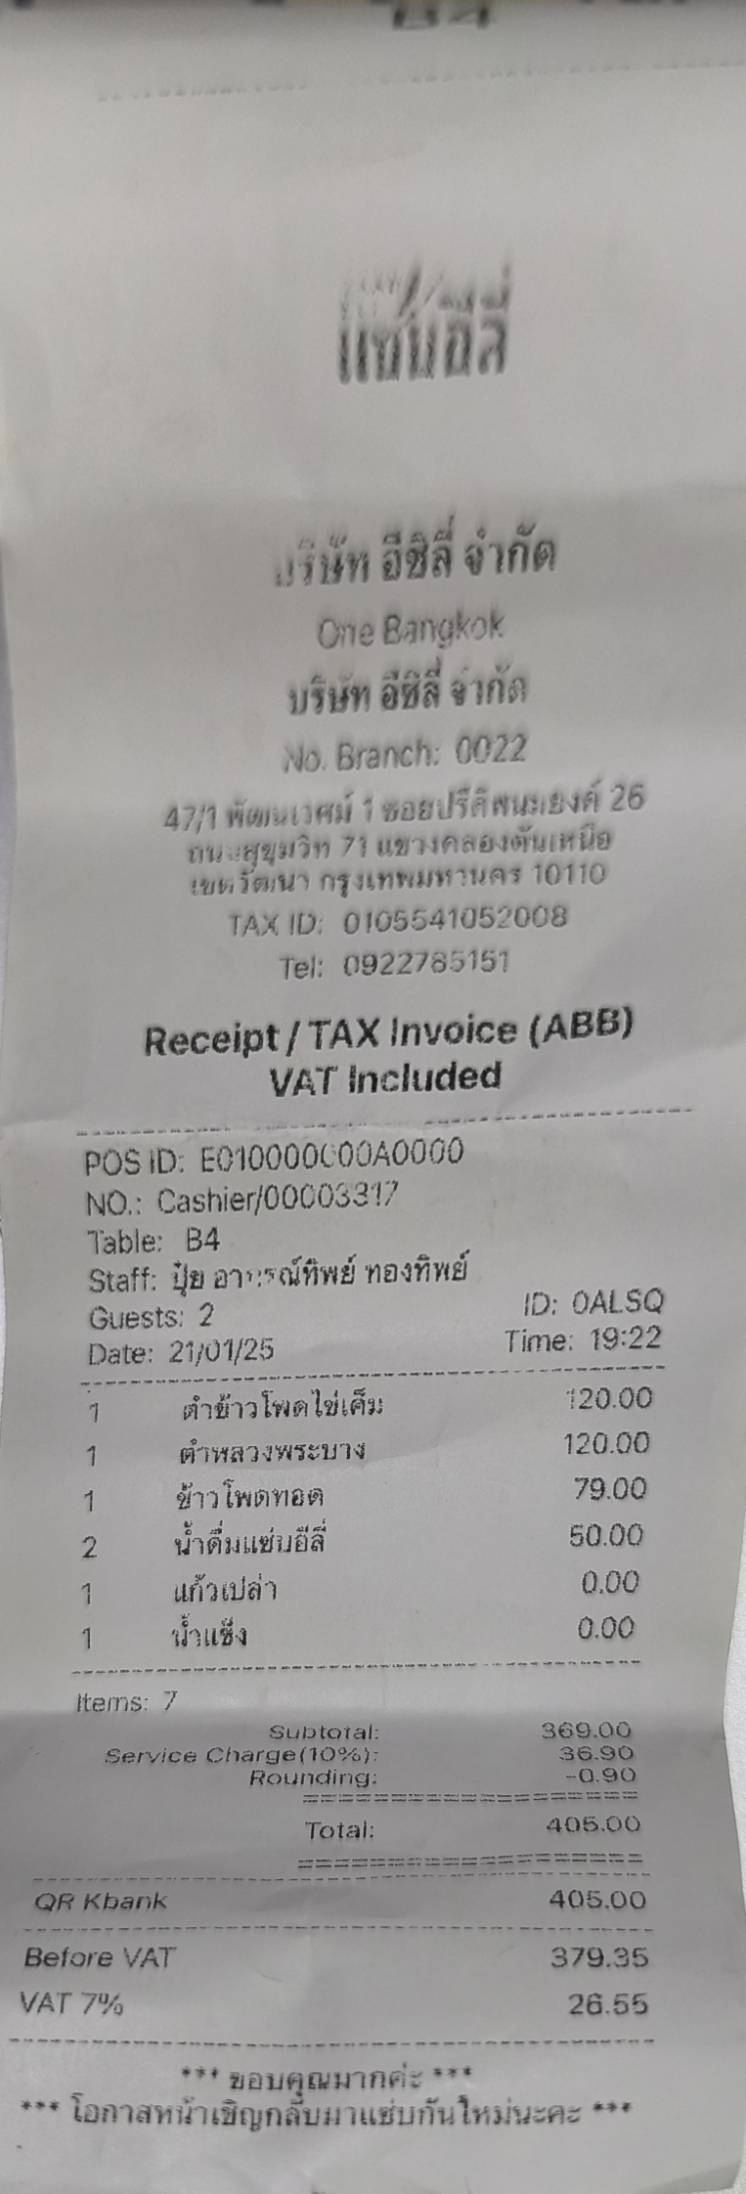 B4
แซ่บอีลี่
บริษัท อีซิลี่ จำกัด
One Bangkok
บริษัท อีซิลี่ จำกัด
No. Branch: 0022
47/1 พัฒนเวศม์ 1 ซอยปรีดีพนมยงค์ 26
ถนนสุขุมวิท 71 แขวงคลองตันเหนือ
เขตวัฒนา กรุงเทพมหานคร 10110
TAX ID: 0105541052008
Tel: 0922785151
Receipt / TAX Invoice (ABB)
VAT Included
POS ID: E010000000A0000
NO.: Cashier/00003317
Table: B4
Staff: ปุ๋ย อาภรณ์ทิพย์ ทองทิพย์
Guests: 2 ID: 0ALSQ
Date: 21/01/25 Time: 19:22
1 ตำข้าวโพดไข่เค็ม 120.00
1 ตำหลวงพระบาง 120.00
1 ข้าวโพดทอด 79.00
2 น้ำดื่มแซ่บอีลี่ 50.00
1 แก้วเปล่า 0.00
1 น้ำแข็ง 0.00
Items: 7
Subtotal: 369.00
Service Charge(10%): 36.90
Rounding: -0.90
===================
Total: 405.00
===================
QR Kbank 405.00
Before VAT 379.35
VAT 7% 26.55
*** ขอบคุณมากค่ะ ***
*** โอกาสหน้าเชิญกลับมาแซ่บกันใหม่นะคะ ***